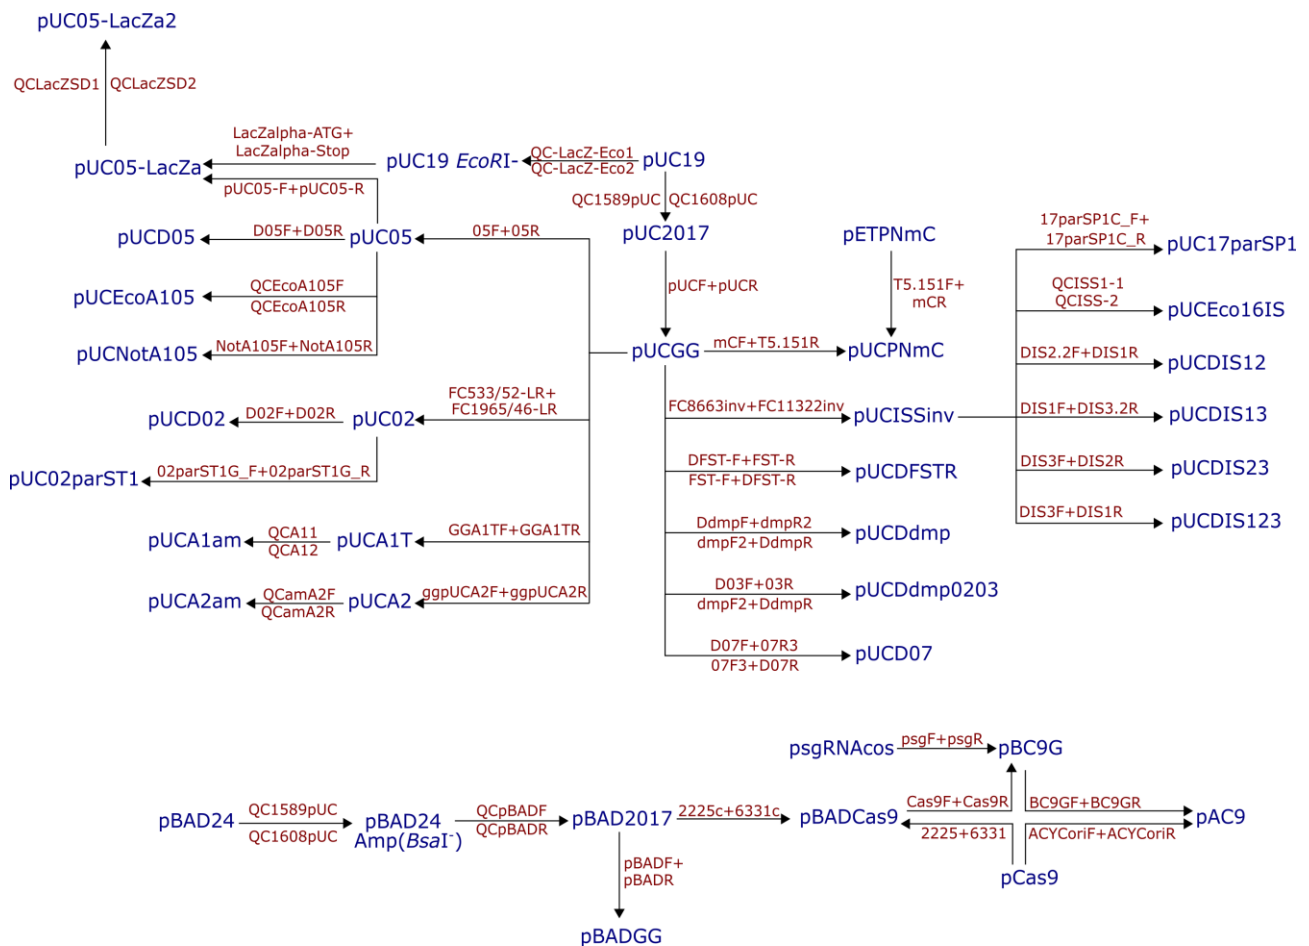 pUC05-LacZa2
QCLacZSD1 QCLacZSD2
LacZalpha-ATG+
LacZalpha-Stop
pUC05-LacZa
pUC19 EcoRI-
QC-LacZ-Eco1
QC-LacZ-Eco2
pUC19
pUC05-F+pUC05-R
QC1589pUC QC1608pUC
pUCD05
D05F+D05R
pUC05
05F+05R
pUC2017
pETPNmC
17parSP1C_F+
17parSP1C_R
pUC17parSP1
pUCEcoA105
QCEcoA105F
QCEcoA105R
pUCF+pUCR
T5.151F+
mCR
QCISS1-1
QCISS-2
pUCEco16IS
pUCNotA105
NotA105F+NotA105R
pUCGG
mCF+T5.151R
pUCPNmC
DIS2.2F+DIS1R
pUCDIS12
pUCD02
D02F+D02R
pUC02
FC533/52-LR+
FC1965/46-LR
FC8663inv+FC11322inv
pUCISSinv
DIS1F+DIS3.2R
pUCDIS13
pUC02parST1
02parST1G_F+02parST1G_R
DFST-F+FST-R
FST-F+DFST-R
pUCDFSTR
DIS3F+DIS2R
pUCDIS23
pUCA1am
QCA11
QCA12
pUCA1T
GGA1TF+GGA1TR
DdmpF+dmpR2
dmpF2+DdmpR
pUCDdmp
DIS3F+DIS1R
pUCDIS123
pUCA2am
QCamA2F
QCamA2R
pUCA2
ggpUCA2F+ggpUCA2R
D03F+03R
dmpF2+DdmpR
pUCDdmp0203
D07F+07R3
07F3+D07R
pUCD07
psgRNAcos
psgF+psgR
pBC9G
pBAD24
QC1589pUC
QC1608pUC
pBAD24
Amp(BsaI-)
QCpBADF
QCpBADR
pBAD2017
2225c+6331c
pBADCas9
Cas9F+Cas9R
2225+6331
BC9GF+BC9GR
ACYCoriF+ACYCoriR
pAC9
pBADF+
pBADR
pCas9
pBADGG